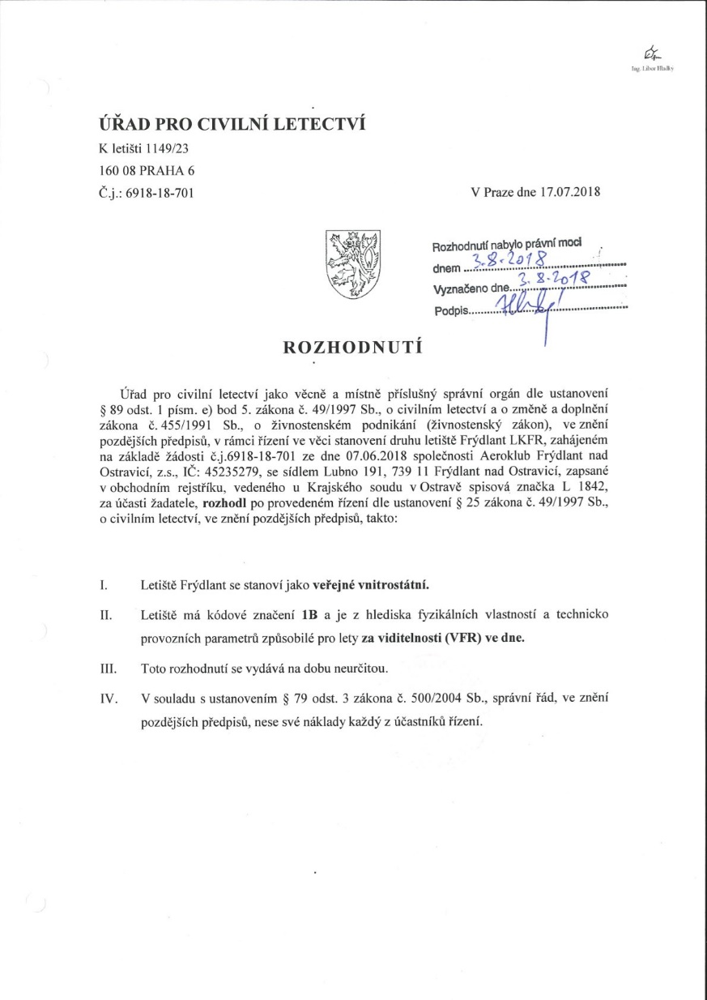 Ing. Libor Hladky
ÚŘAD PRO CIVILNÍ LETECTVÍ
K letišti 1149/23
160 08 PRAHA 6
Č.j.: 6918-18-701
V Praze dne 17.07.2018
Rozhodnutí nabylo právní moci
dnem 3.8.2018
Vyznačeno dne 3.8.2018
Podpis
ROZHODNUTÍ
Úřad pro civilní letectví jako věcně a místně příslušný správní orgán dle ustanovení
§ 89 odst. 1 písm. e) bod 5. zákona č. 49/1997 Sb., o civilním letectví a o změně a doplnění
zákona č. 455/1991 Sb., o živnostenském podnikání (živnostenský zákon), ve znění
pozdějších předpisů, v rámci řízení ve věci stanovení druhu letiště Frýdlant LKFR, zahájeném
na základě žádosti č.j.6918-18-701 ze dne 07.06.2018 společnosti Aeroklub Frýdlant nad
Ostravicí, z.s., IČ: 45235279, se sídlem Lubno 191, 739 11 Frýdlant nad Ostravicí, zapsané
v obchodním rejstříku, vedeného u Krajského soudu v Ostravě spisová značka L 1842,
za účasti žadatele, rozhodl po provedeném řízení dle ustanovení § 25 zákona č. 49/1997 Sb.,
o civilním letectví, ve znění pozdějších předpisů, takto:
I. Letiště Frýdlant se stanoví jako veřejné vnitrostátní.
II. Letiště má kódové značení 1B a je z hlediska fyzikálních vlastností a technicko
provozních parametrů způsobilé pro lety za viditelnosti (VFR) ve dne.
III. Toto rozhodnutí se vydává na dobu neurčitou.
IV. V souladu s ustanovením § 79 odst. 3 zákona č. 500/2004 Sb., správní řád, ve znění
pozdějších předpisů, nese své náklady každý z účastníků řízení.